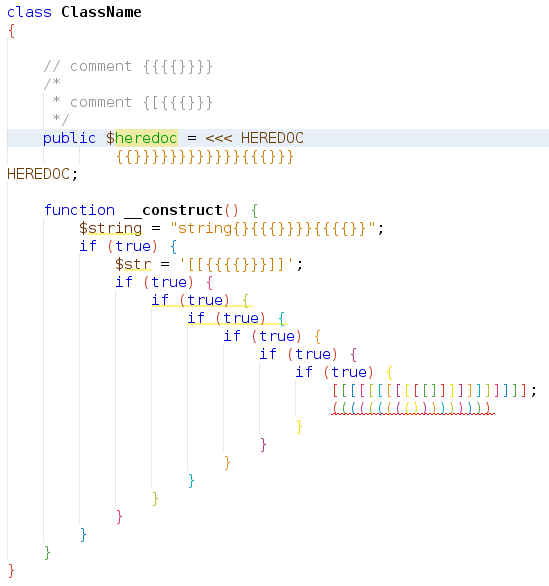 class ClassName
{
// comment {{{{}}}}
/*
* comment {[{{{}}}
*/
public $heredoc = <<< HEREDOC
{{}}}}}}}}}}}}{{{}}}
HEREDOC;
function __construct() {
$string = "string{}{{{}}}}{{{{}}";
if (true) {
$str = '[[{{{{}}}]]';
if (true) {
if (true) {
if (true) {
if (true) {
if (true) {
if (true) {
[[[[[[[[[[[]]]]]]]]]]];
((((((((()))))))))
}
}
}
}
}
}
}
}
}